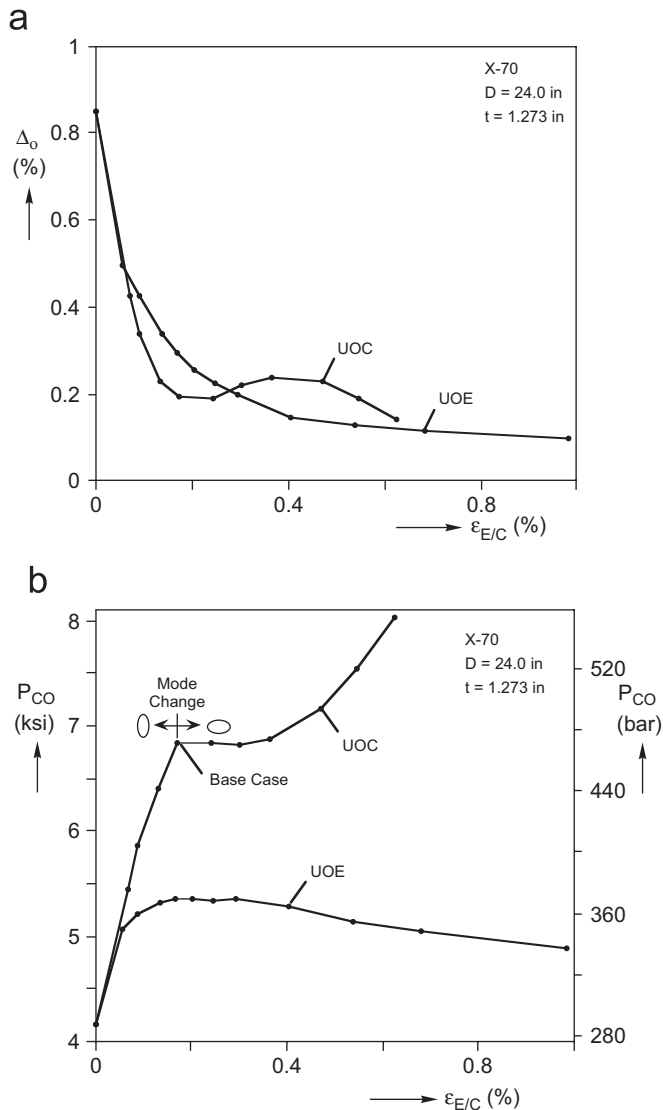 a
1
X-70
D = 24.0 in
t = 1.273 in
Δo
(%)
0.8
0.6
0.4
UOC
0.2
UOE
0
0
0.4
0.8
εE/C (%)
b
8
X-70
D = 24.0 in
t = 1.273 in
520
PCO
(ksi)
PCO
(bar)
Mode
Change
7
UOC
Base Case
440
6
UOE
360
5
4
280
0
0.4
0.8
εE/C (%)